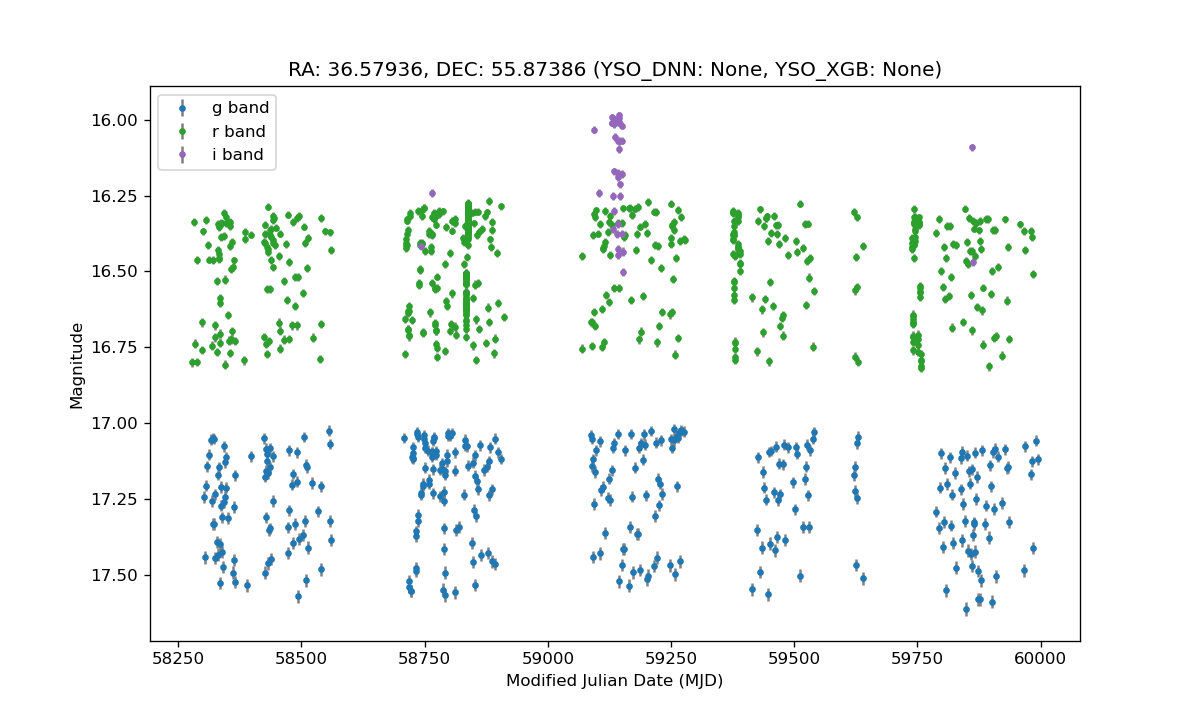 RA: 36.57936, DEC: 55.87386 (YSO_DNN: None, YSO_XGB: None)
g band
r band
i band
16.00
16.25
16.50
16.75
17.00
17.25
17.50
Magnitude
58250 58500 58750 59000 59250 59500 59750 60000
Modified Julian Date (MJD)